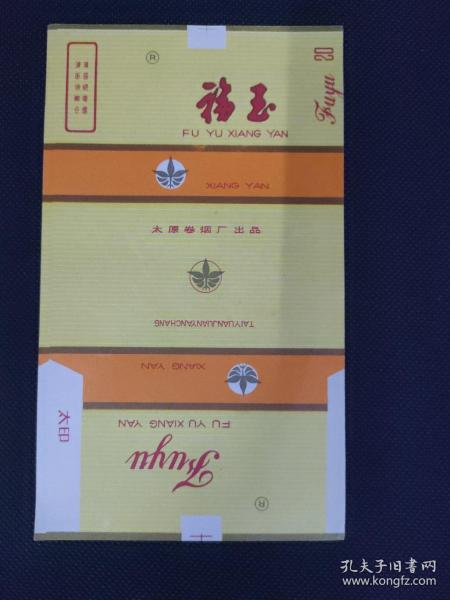 ®
福玉
FU YU XIANG YAN
20
Fuyu
XIANG YAN
太原卷烟厂出品
TAIYUANJUANYANCHANG
XIANG YAN
太印
FU YU XIANG YAN
Fuyu
®
孔夫子旧书网
www.kongfz.com